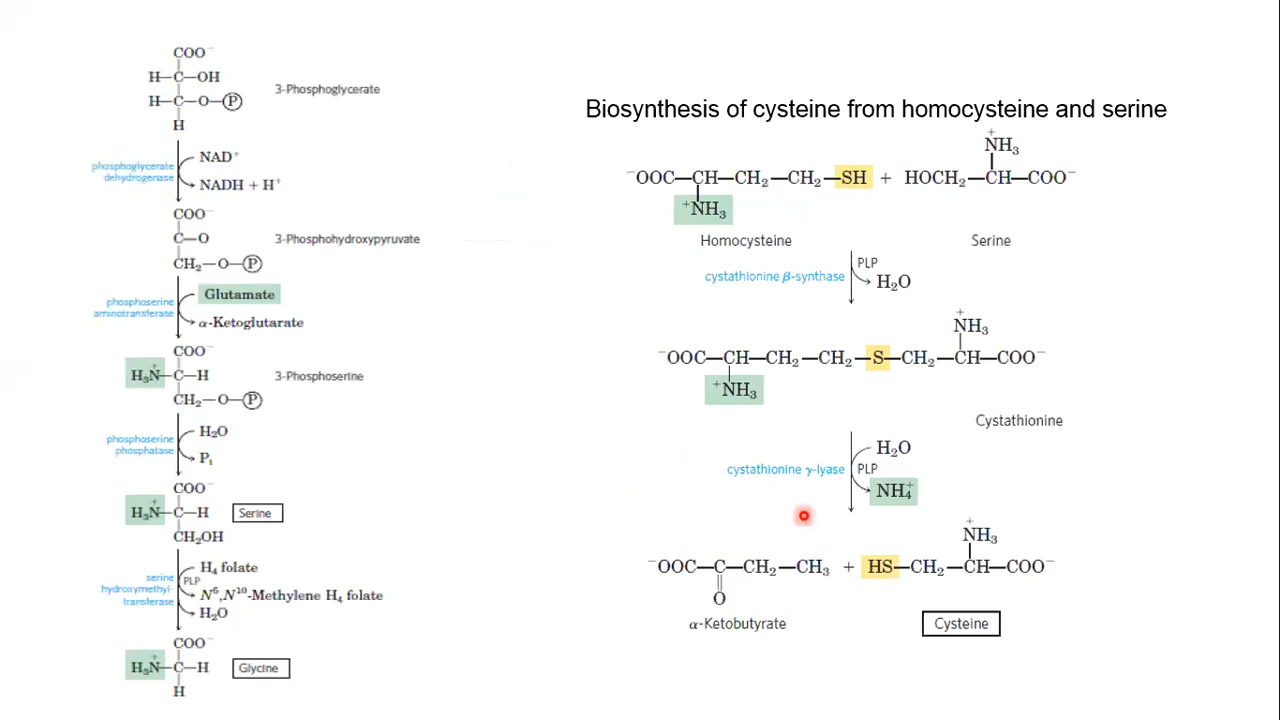 COO⁻
H—C—OH
H—C—O—Ⓟ
H
3-Phosphoglycerate
phosphoglycerate
dehydrogenase
NAD⁺
NADH + H⁺
COO⁻
C—O
CH₂—O—Ⓟ
3-Phosphohydroxypyruvate
phosphoserine
aminotransferase
Glutamate
α-Ketoglutarate
COO⁻
H₃N⁺—C—H
CH₂—O—Ⓟ
3-Phosphoserine
phosphoserine
phosphatase
H₂O
Pᵢ
COO⁻
H₃N⁺—C—H
CH₂OH
Serine
serine
hydroxymethyl-
transferase
H₄ folate
PLP
N⁵,N¹⁰-Methylene H₄ folate
H₂O
COO⁻
H₃N⁺—C—H
H
Glycine
Biosynthesis of cysteine from homocysteine and serine
⁺NH₃
⁻OOC—CH—CH₂—CH₂—SH + HOCH₂—CH—COO⁻
⁺NH₃
Homocysteine
Serine
cystathionine β-synthase
PLP
H₂O
⁺NH₃
⁻OOC—CH—CH₂—CH₂—S—CH₂—CH—COO⁻
⁺NH₃
Cystathionine
cystathionine γ-lyase
H₂O
PLP
NH₄⁺
⁺NH₃
⁻OOC—C—CH₂—CH₃ + HS—CH₂—CH—COO⁻
O
α-Ketobutyrate
Cysteine